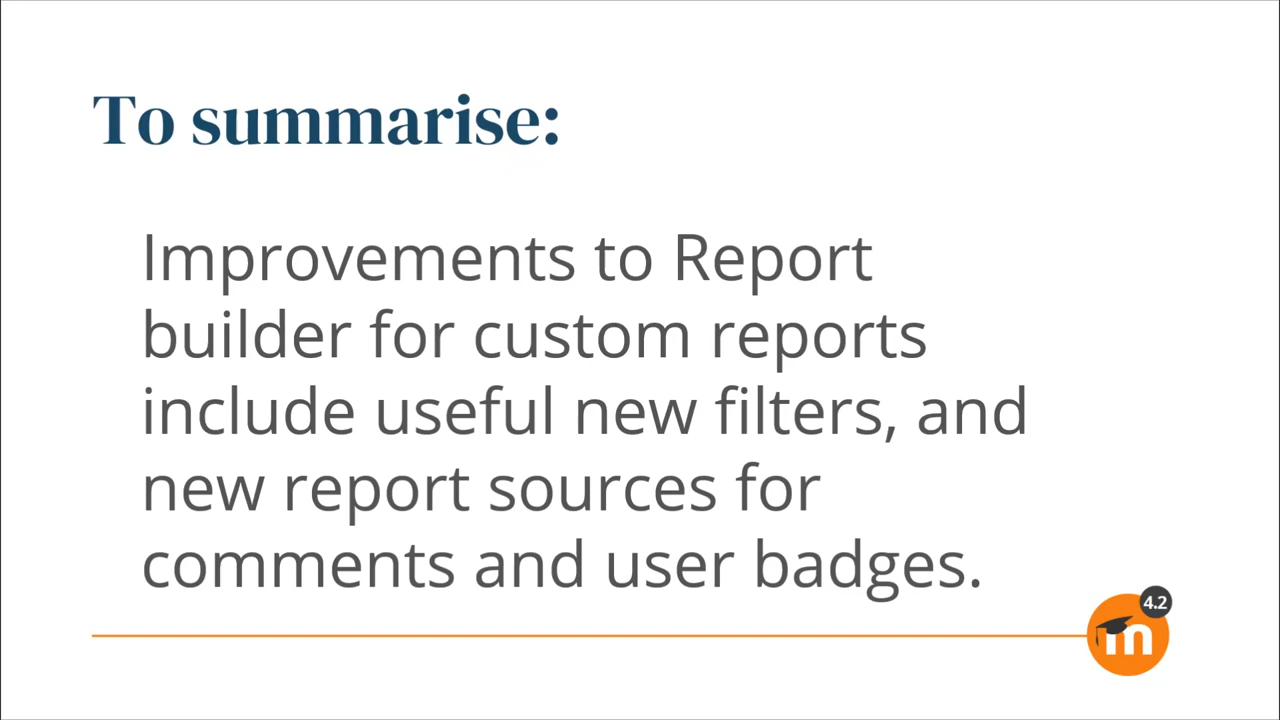 To summarise:
Improvements to Report
builder for custom reports
include useful new filters, and
new report sources for
comments and user badges.
4.2
m